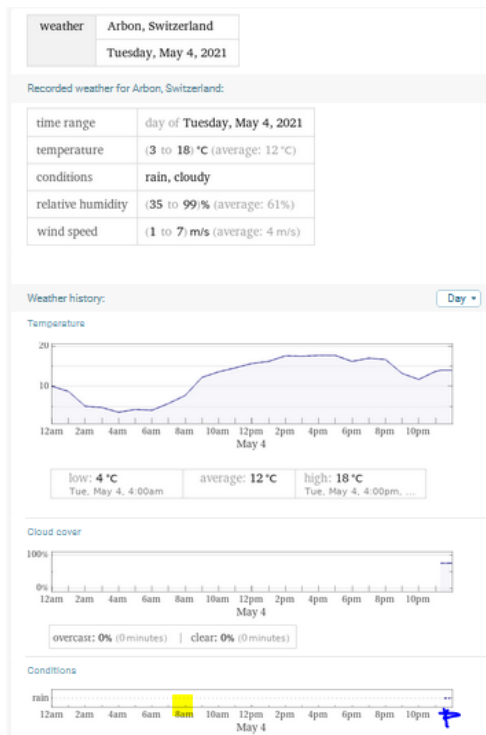 weather Arbon, Switzerland
Tuesday, May 4, 2021
Recorded weather for Arbon, Switzerland:
time range day of Tuesday, May 4, 2021
temperature (3 to 18) °C (average: 12 °C)
conditions rain, cloudy
relative humidity (35 to 99)% (average: 61%)
wind speed (1 to 7) m/s (average: 4 m/s)
Weather history: Day
Temperature
20
10
12am 2am 4am 6am 8am 10am 12pm 2pm 4pm 6pm 8pm 10pm
May 4
low: 4 °C average: 12 °C high: 18 °C
Tue, May 4, 4:00am Tue, May 4, 4:00pm, ...
Cloud cover
100%
0%
12am 2am 4am 6am 8am 10am 12pm 2pm 4pm 6pm 8pm 10pm
May 4
overcast: 0% (0 minutes) | clear: 0% (0 minutes)
Conditions
rain
12am 2am 4am 6am 8am 10am 12pm 2pm 4pm 6pm 8pm 10pm
May 4